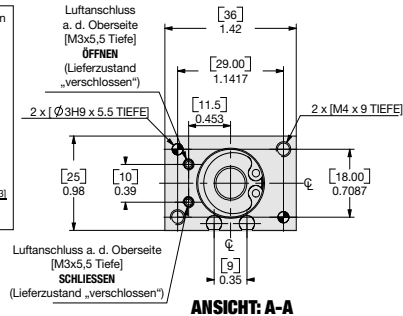 Luftanschluss
a. d. Oberseite
[M3x5,5 Tiefe]
ÖFFNEN
(Lieferzustand
„verschlossen“)
[36]
1.42
[29.00]
1.1417
[11.5]
0.453
2 x [Ø3H9 x 5.5 TIEFE]
2 x [M4 x 9 TIEFE]
[25]
0.98
[10]
0.39
[18.00]
0.7087
℄
℄
[9]
0.35
Luftanschluss a. d. Oberseite
[M3x5,5 Tiefe]
SCHLIESSEN
(Lieferzustand „verschlossen“)
ANSICHT: A-A